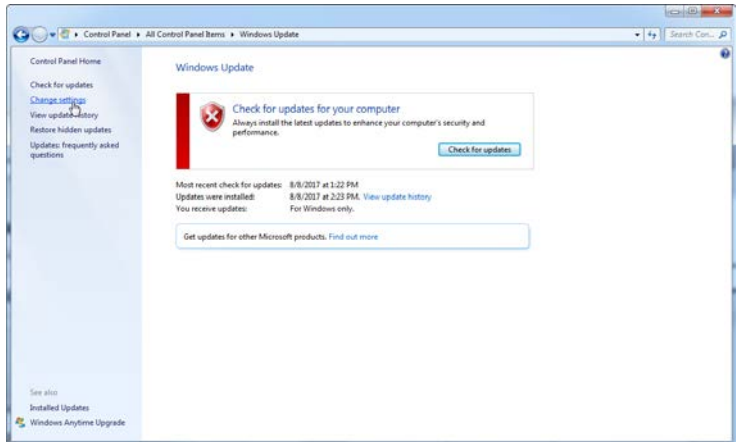 Control Panel ▸ All Control Panel Items ▸ Windows Update
Search Con...
Control Panel Home
Check for updates
Change settings
View update history
Restore hidden updates
Updates: frequently asked
questions
See also
Installed Updates
Windows Anytime Upgrade
Windows Update
Check for updates for your computer
Always install the latest updates to enhance your computer's security and
performance.
Check for updates
Most recent check for updates: 8/8/2017 at 1:22 PM
Updates were installed: 8/8/2017 at 2:23 PM. View update history
You receive updates: For Windows only.
Get updates for other Microsoft products. Find out more